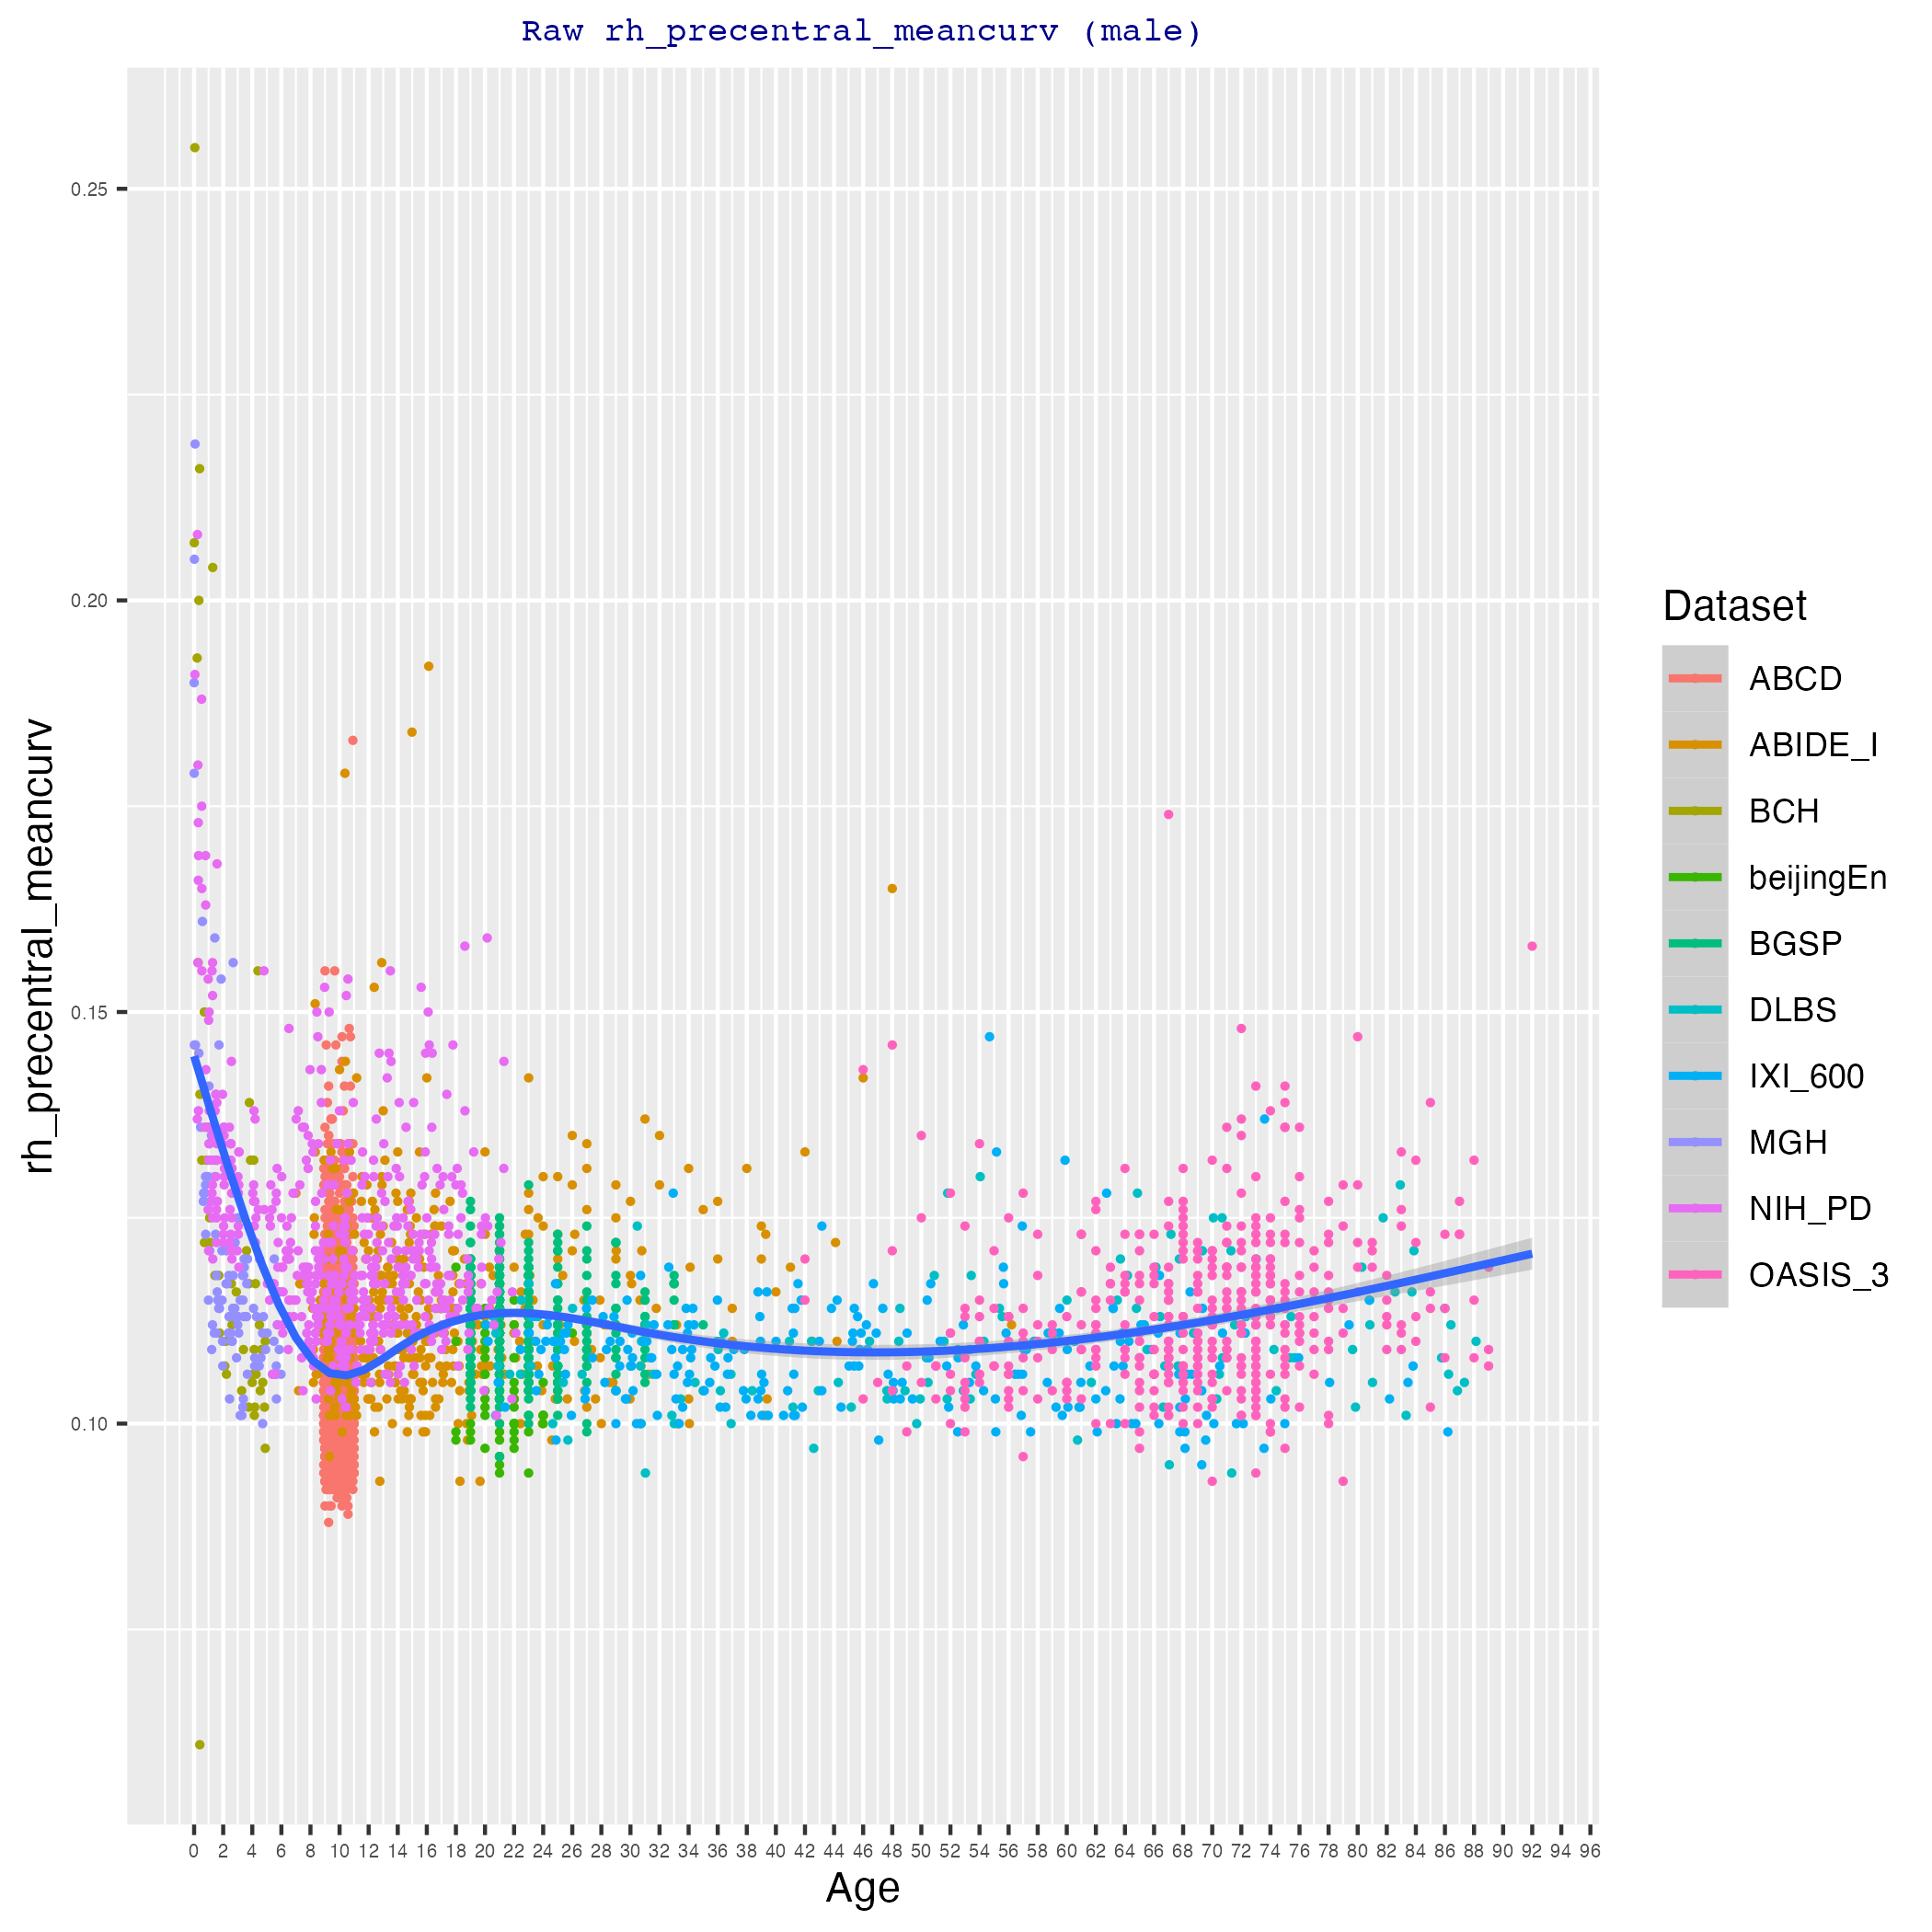 Raw rh_precentral_meancurv (male)
rh_precentral_meancurv
0.25
0.20
0.15
0.10
0 2 4 6 8 10 12 14 16 18 20 22 24 26 28 30 32 34 36 38 40 42 44 46 48 50 52 54 56 58 60 62 64 66 68 70 72 74 76 78 80 82 84 86 88 90 92 94 96
Age
Dataset
ABCD
ABIDE_I
BCH
beijingEn
BGSP
DLBS
IXI_600
MGH
NIH_PD
OASIS_3